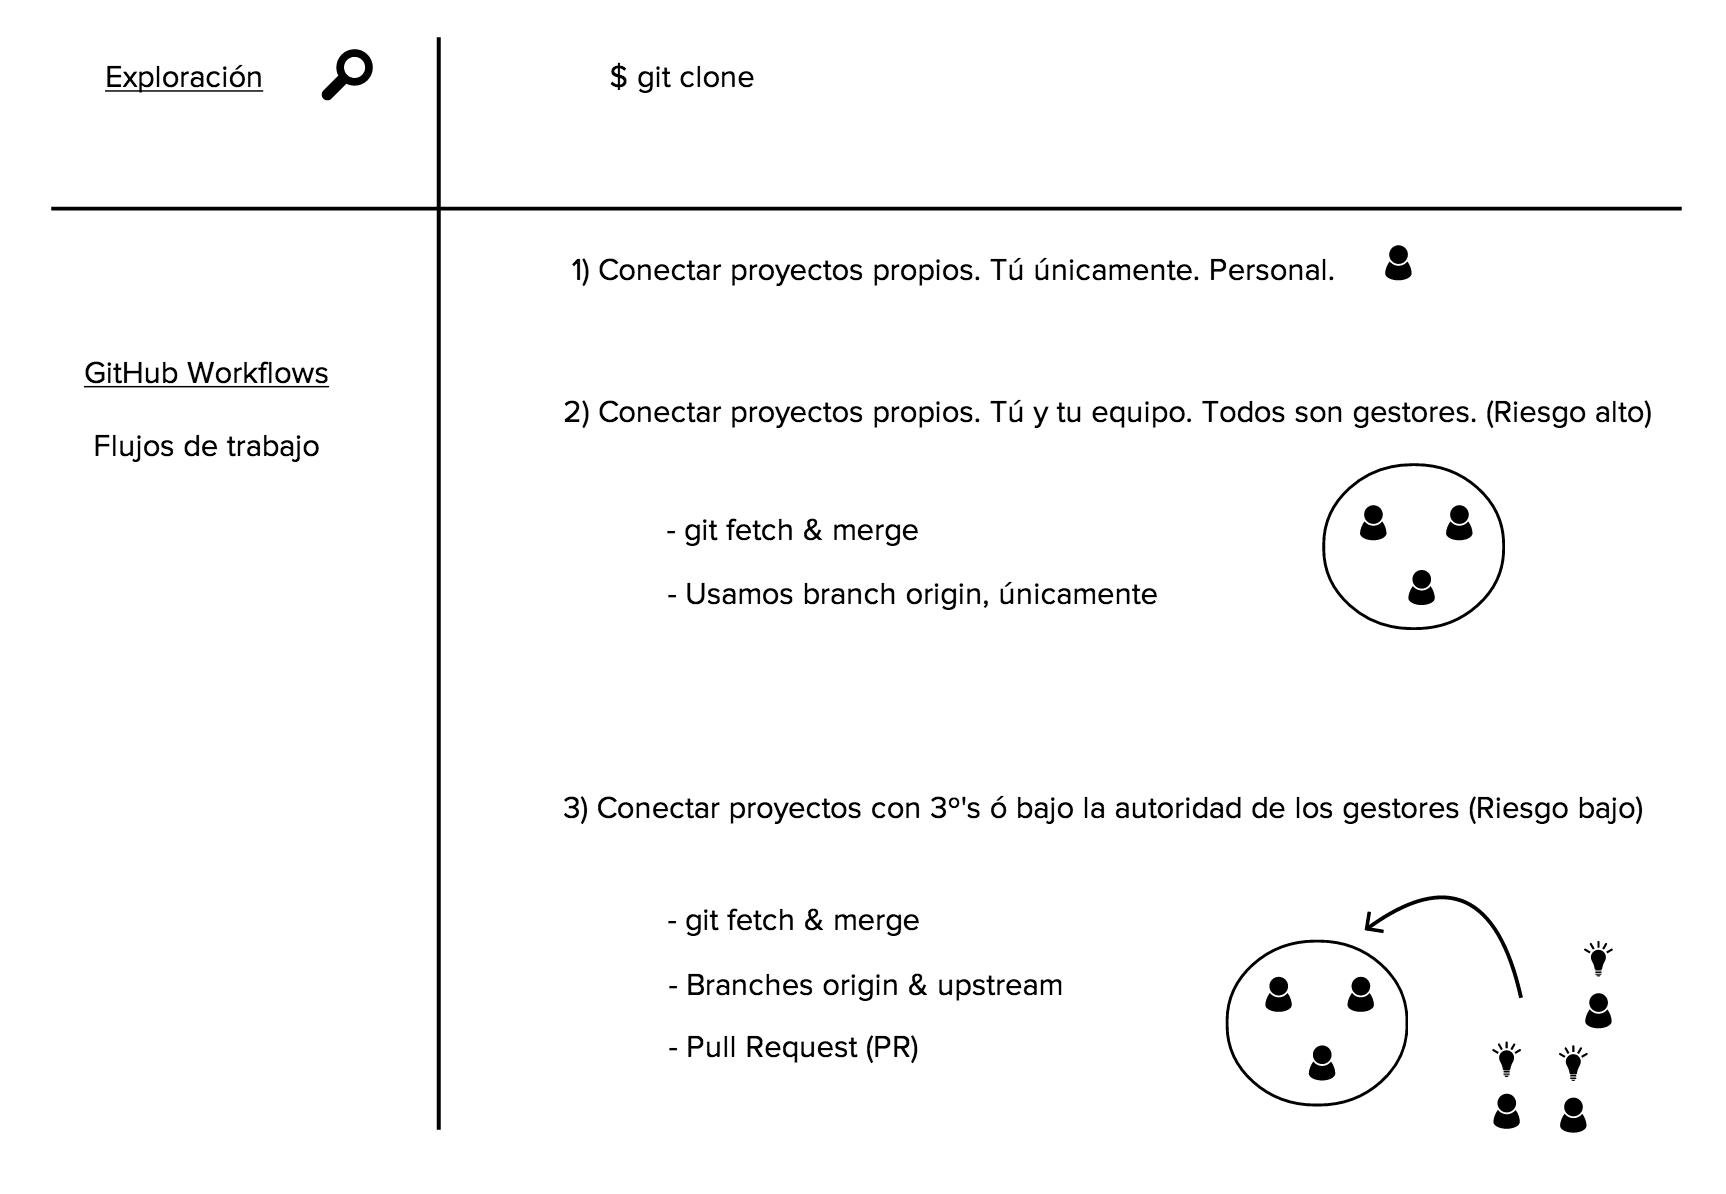 Exploración
$ git clone
GitHub Workflows
Flujos de trabajo
1) Conectar proyectos propios. Tú únicamente. Personal.
2) Conectar proyectos propios. Tú y tu equipo. Todos son gestores. (Riesgo alto)
- git fetch & merge
- Usamos branch origin, únicamente
3) Conectar proyectos con 3º's ó bajo la autoridad de los gestores (Riesgo bajo)
- git fetch & merge
- Branches origin & upstream
- Pull Request (PR)